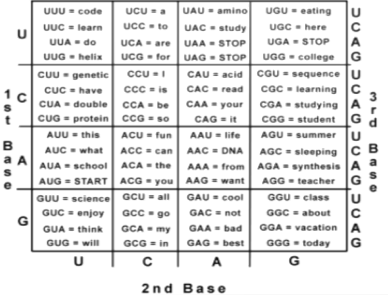 UUU = code UCU = a UAU = amino UGU = eating U
UUC = learn UCC = to UAC = study UGC = here C
U UUA = do UCA = are UAA = STOP UGA = STOP A
UUG = helix UCG = for UAG = STOP UGG = college G
CUU = genetic CCU = I CAU = acid CGU = sequence U
C CUC = have CCC = is CAC = read CGC = learning C
CUA = double CCA = be CAA = your CGA = studying A
CUG = protein CCG = so CAG = it CGG = student G
AUU = this ACU = fun AAU = life AGU = summer U
A AUC = what ACC = can AAC = DNA AGC = sleeping C
AUA = school ACA = the AAA = from AGA = synthesis A
AUG = START ACG = you AAG = want AGG = teacher G
GUU = science GCU = all GAU = cool GGU = class U
G GUC = enjoy GCC = go GAC = not GGC = about C
GUA = think GCA = my GAA = bad GGA = vacation A
GUG = will GCG = in GAG = best GGG = today G
U C A G
1st Base
2nd Base
3rd Base